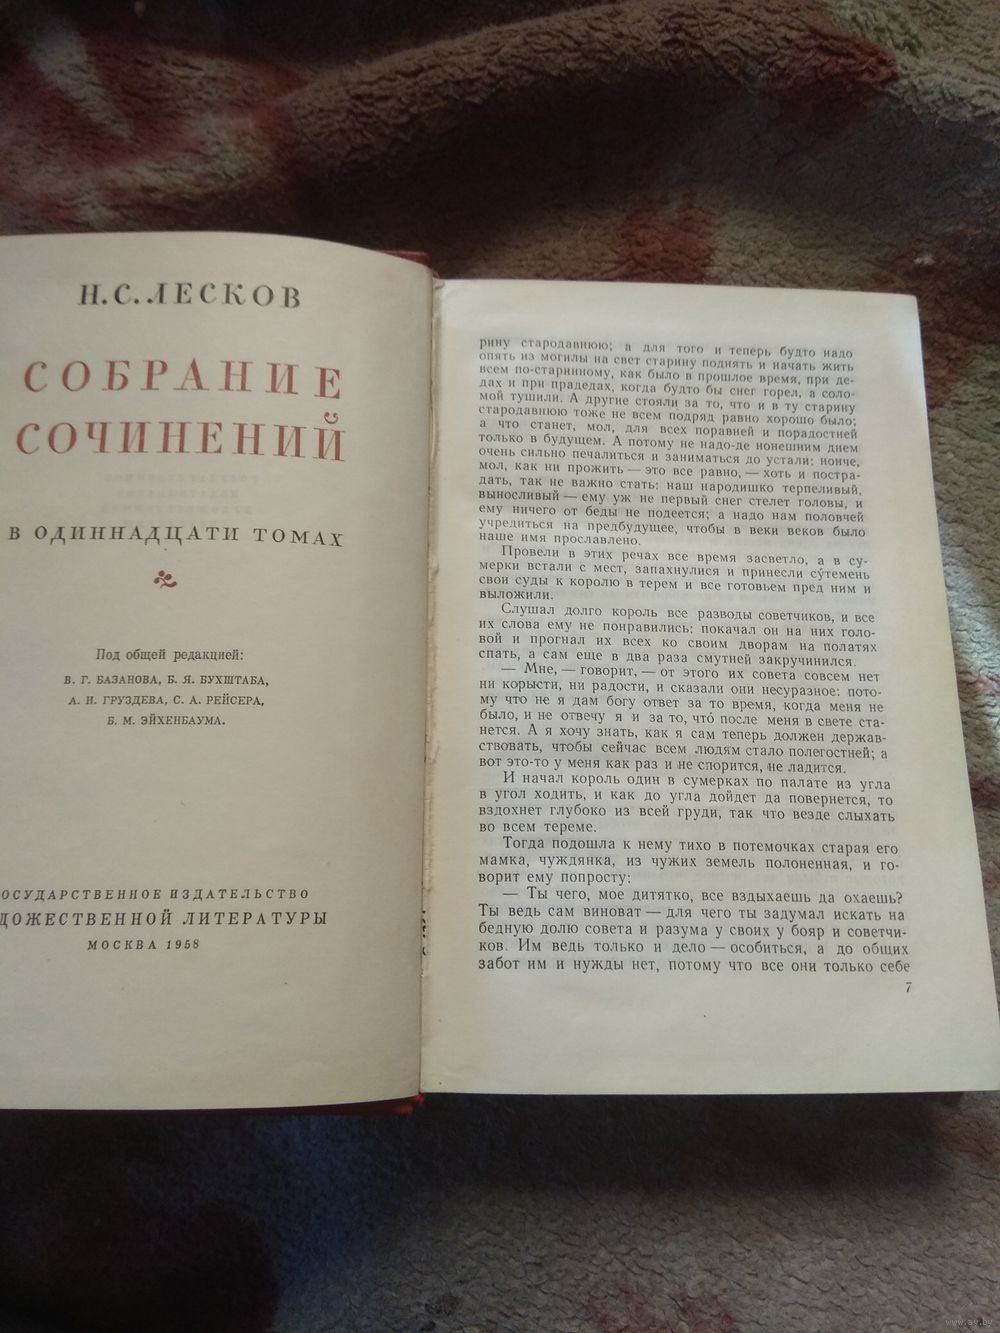 Н. С. ЛЕСКОВ
СОБРАНИЕ
СОЧИНЕНИЙ
В ОДИННАДЦАТИ ТОМАХ
Под общей редакцией:
В. Г. БАЗАНОВА, Б. Я. БУХШТАБА,
А. И. ГРУЗДЕВА, С. А. РЕЙСЕРА,
Б. М. ЭЙХЕНБАУМА.
ОСУДАРСТВЕННОЕ ИЗДАТЕЛЬСТВО
ДОЖЕСТВЕННОЙ ЛИТЕРАТУРЫ
МОСКВА 1958
рину стародавнюю; а для того и теперь будто надо
опять из могилы на свет старину поднять и начать жить
всем по-старинному, как было в прошлое время, при де-
дах и при прадедах, когда будто бы снег горел, а соло-
мой тушили. А другие стояли за то, что и в ту старину
стародавнюю тоже не всем подряд равно хорошо было;
а что станет, мол, для всех поравней и порадостней
только в будущем. А потому не надо-де нонешним днем
очень сильно печалиться и заниматься до устали: нонче,
мол, как ни прожить — это все равно, — хоть и постра-
дать, так не важно стать: наш народишко терпеливый,
выносливый — ему уж не первый снег стелет головы, и
ему ничего от беды не подеется; а надо нам половчей
учредиться на предбудущее, чтобы в веки веков было
наше имя прославлено.
Провели в этих речах все время засветло, а в су-
мерки встали с мест, запахнулися и принесли су́темень
свои суды к королю в терем и все готовьем пред ним и
выложили.
Слушал долго король все разводы советчиков, и все
их слова ему не понравились: покачал он на них голо-
вой и прогнал их всех ко своим дворам на полатях
спать, а сам еще в два раза смутней закручинился.
— Мне, — говорит, — от этого их совета совсем нет
ни корысти, ни радости, и сказали они несуразное: пото-
му что не я дам богу ответ за то время, когда меня не
было, и не отвечу я и за то, что́ после меня в свете ста-
нется. А я хочу знать, как я сам теперь должен держав-
ствовать, чтобы сейчас всем людям стало полегостней; а
вот это-то у меня как раз и не спорится, не ладится.
И начал король один в сумерках по палате из угла
в угол ходить, и как до угла дойдет да повернется, то
вздохнет глубоко из всей груди, так что везде слыхать
во всем тереме.
Тогда подошла к нему тихо в потемочках старая его
мамка, чуждянка, из чужих земель полоненная, и го-
ворит ему попросту:
— Ты чего, мое дитятко, все вздыхаешь да охаешь?
Ты ведь сам виноват — для чего ты задумал искать на
бедную долю совета и разума у своих у бояр и советчи-
ков. Им ведь только и дело — особиться, а до общих
забот им и нужды нет, потому что все они только себе
7
www.ay.by